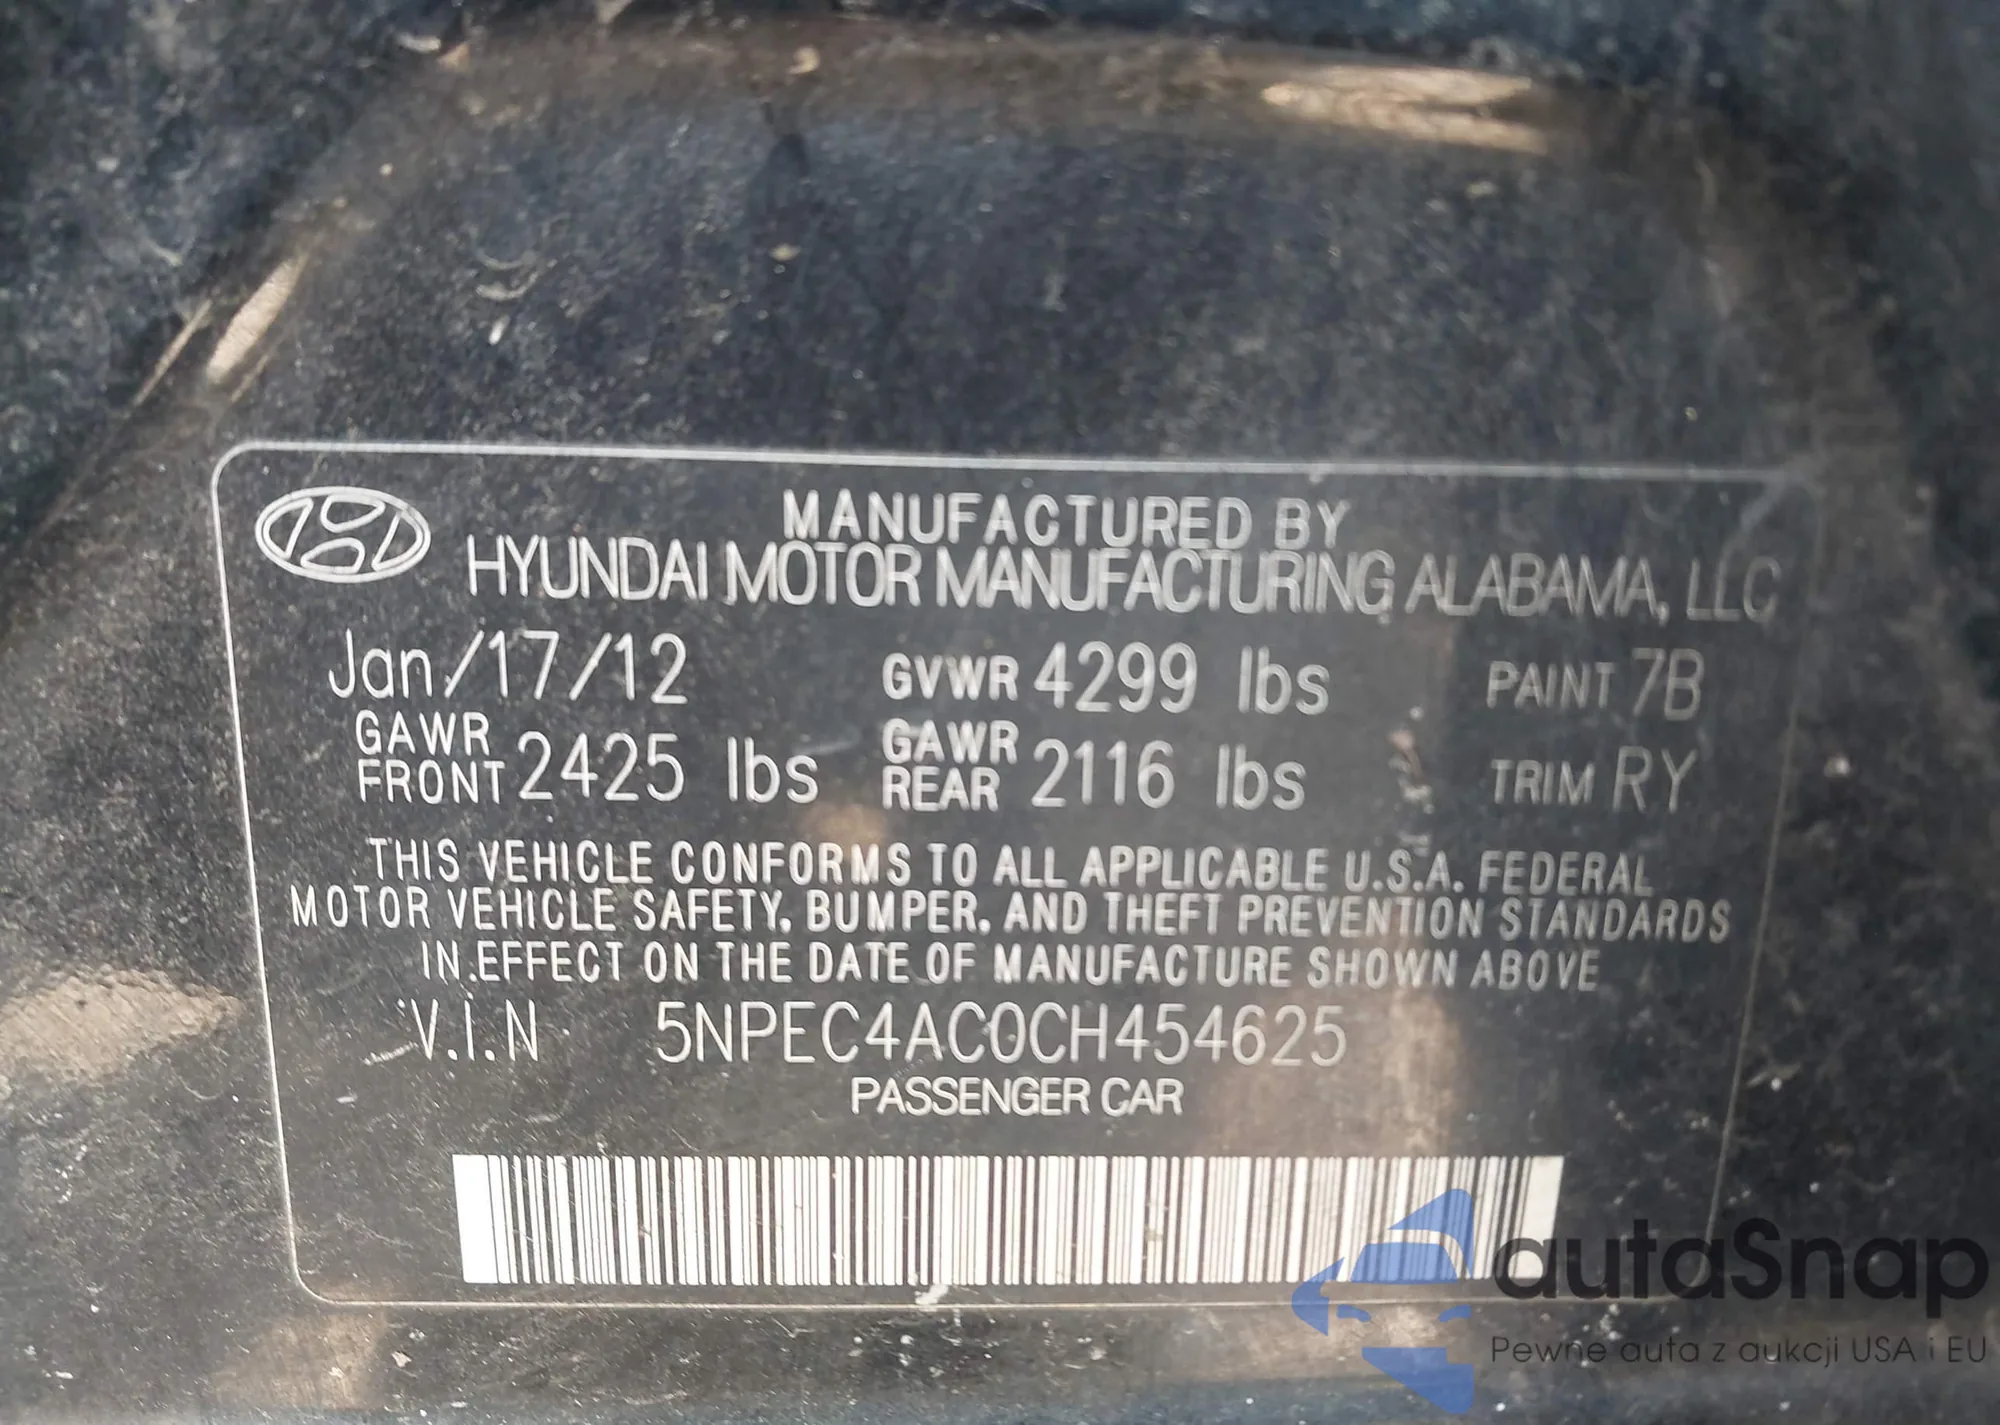 MANUFACTURED BY
HYUNDAI MOTOR MANUFACTURING ALABAMA, LLC
Jan/17/12 GVWR 4299 lbs PAINT 7B
GAWR FRONT 2425 lbs GAWR REAR 2116 lbs TRIM RY
THIS VEHICLE CONFORMS TO ALL APPLICABLE U.S.A. FEDERAL
MOTOR VEHICLE SAFETY, BUMPER, AND THEFT PREVENTION STANDARDS
IN EFFECT ON THE DATE OF MANUFACTURE SHOWN ABOVE
V.I.N 5NPEC4AC0CH454625
PASSENGER CAR
autaSnap
Pewne auta z aukcji USA i EU